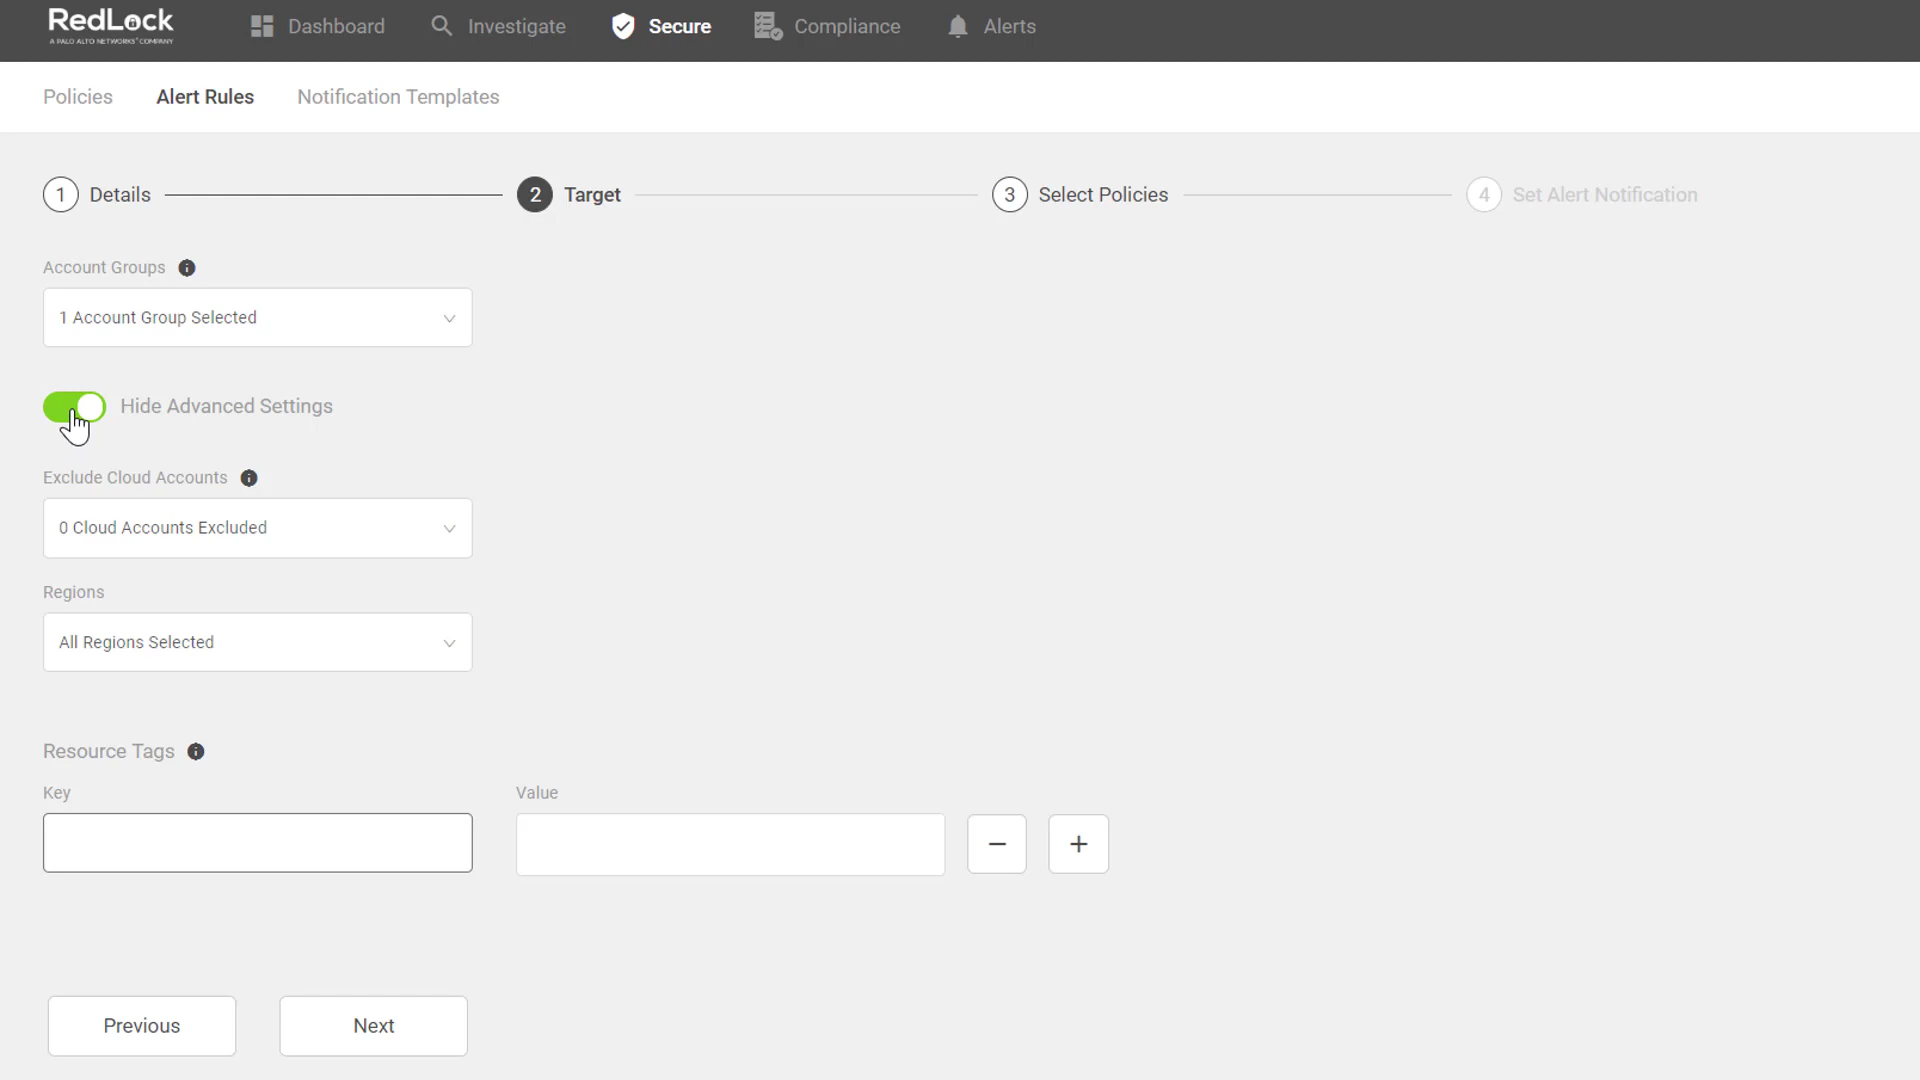 RedLock
A PALO ALTO NETWORKS® COMPANY
Dashboard
Investigate
Secure
Compliance
Alerts
Policies
Alert Rules
Notification Templates
1 Details
2 Target
3 Select Policies
4 Set Alert Notification
Account Groups
1 Account Group Selected
Hide Advanced Settings
Exclude Cloud Accounts
0 Cloud Accounts Excluded
Regions
All Regions Selected
Resource Tags
Key
Value
Previous
Next